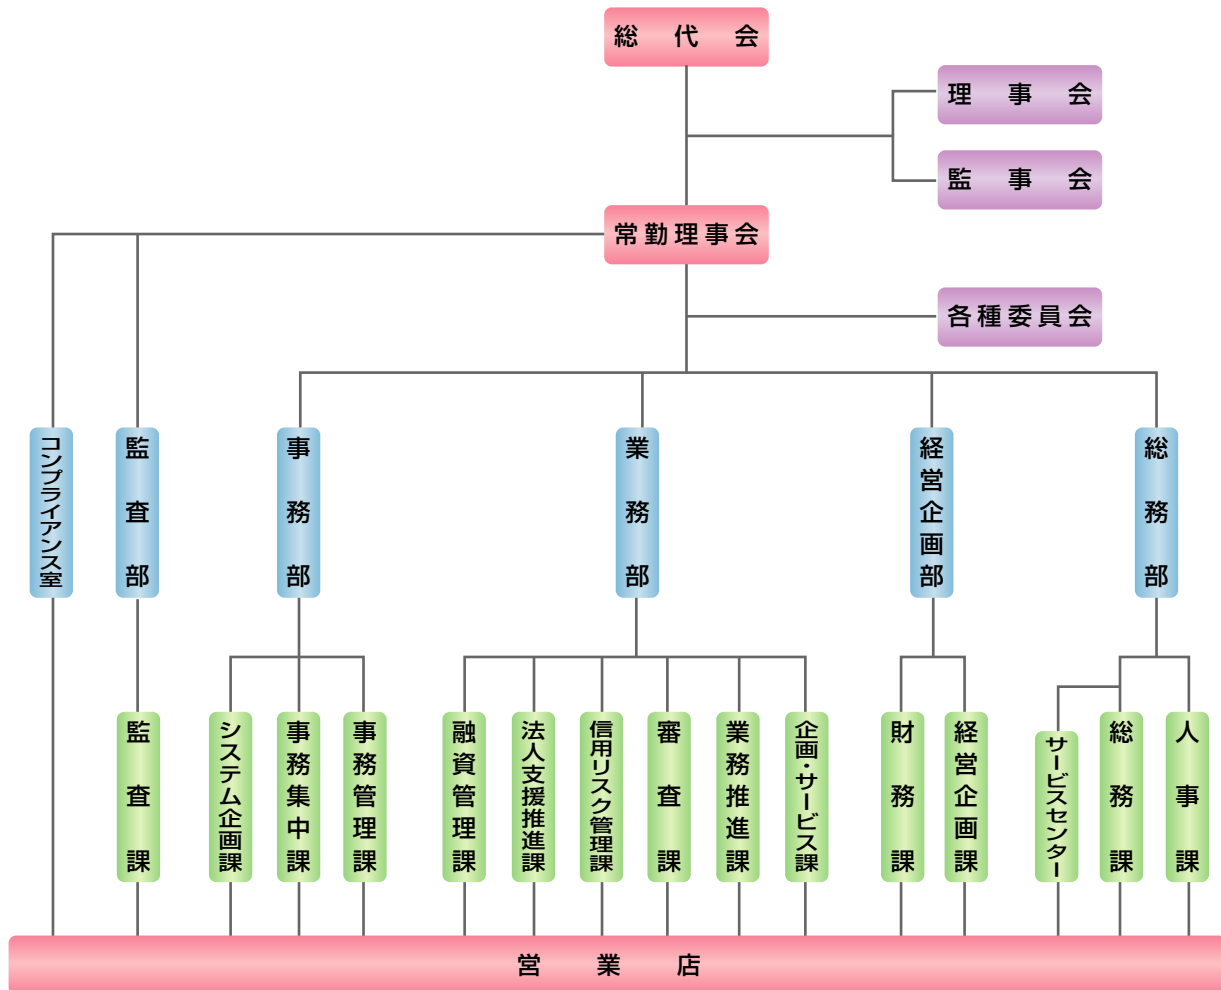 総代会
理事会
監事会
常勤理事会
各種委員会
コンプライアンス室
監査部
事務部
業務部
経営企画部
総務部
監査課
システム企画課
事務集中課
事務管理課
融資管理課
法人支援推進課
信用リスク管理課
審査課
業務推進課
企画・サービス課
財務課
経営企画課
サービスセンター
総務課
人事課
営業店